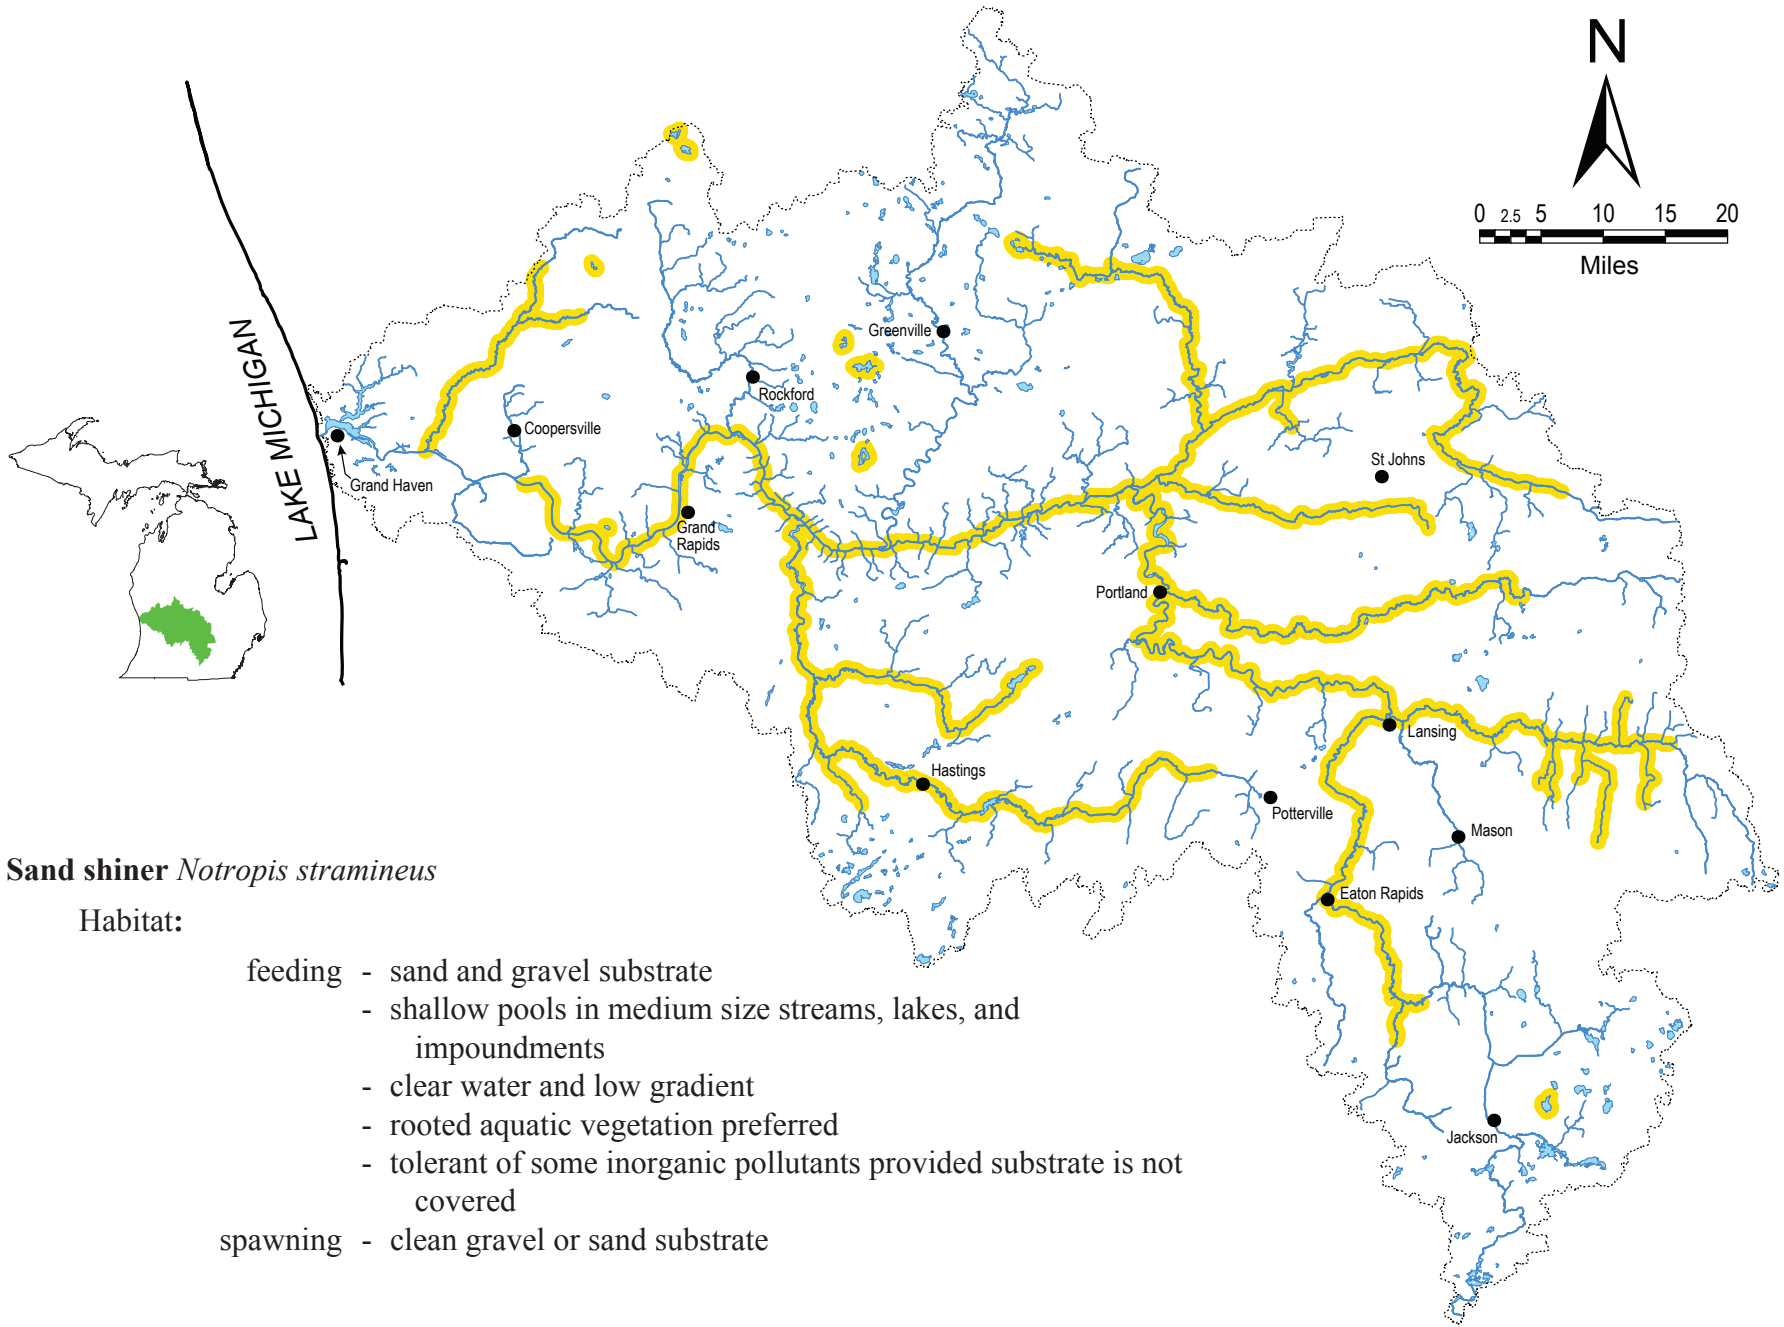 N
0 2.5 5 10 15 20
Miles
LAKE MICHIGAN
Greenville
Rockford
Coopersville
Grand Haven
St Johns
Grand
Rapids
Portland
Lansing
Hastings
Potterville
Mason
Eaton Rapids
Jackson
Sand shiner Notropis stramineus
Habitat:
feeding - sand and gravel substrate
- shallow pools in medium size streams, lakes, and
impoundments
- clear water and low gradient
- rooted aquatic vegetation preferred
- tolerant of some inorganic pollutants provided substrate is not
covered
spawning - clean gravel or sand substrate